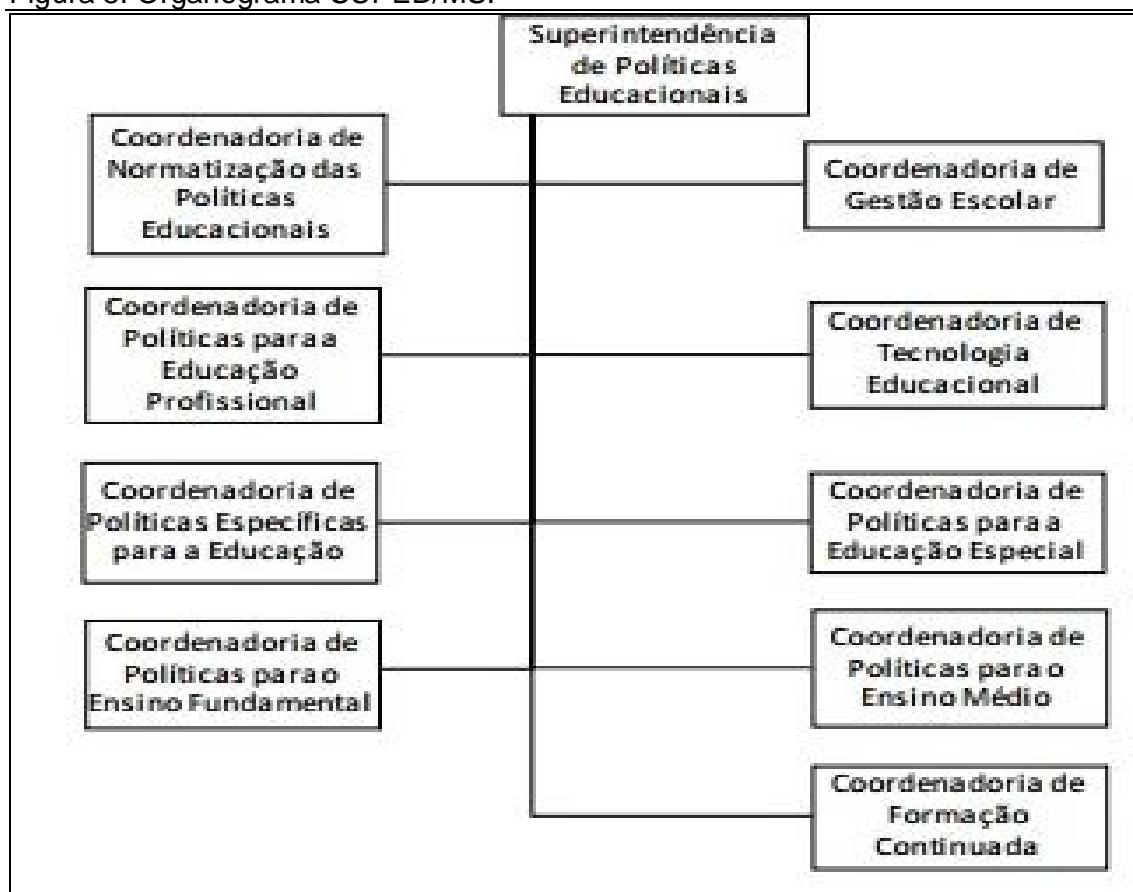 Superintendência
de Políticas
Educacionais
Coordenadoria de
Normatização das
Políticas
Educacionais
Coordenadoria de
Gestão Escolar
Coordenadoria de
Políticas para a
Educação
Profissional
Coordenadoria de
Tecnologia
Educacional
Coordenadoria de
Políticas Específicas
para a Educação
Coordenadoria de
Políticas para a
Educação Especial
Coordenadoria de
Políticas para o
Ensino Fundamental
Coordenadoria de
Políticas para o
Ensino Médio
Coordenadoria de
Formação
Continuada